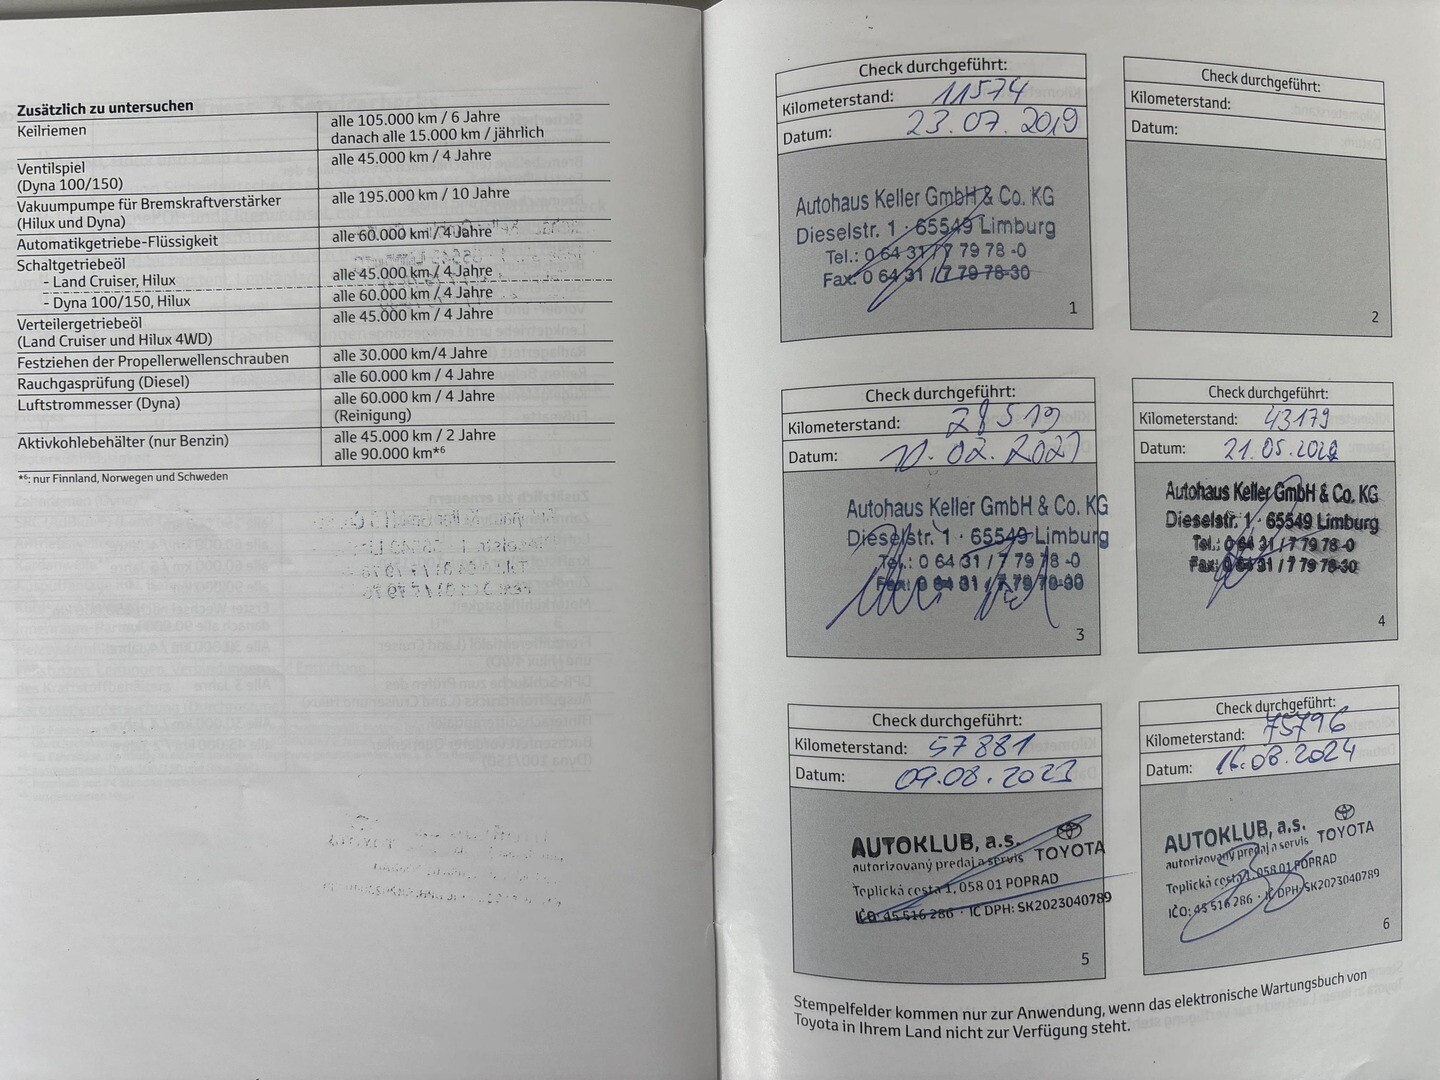 Zusätzlich zu untersuchen
Keilriemen
alle 105.000 km / 6 Jahre
danach alle 15.000 km / jährlich
Ventilspiel
(Dyna 100/150)
alle 45.000 km / 4 Jahre
Vakuumpumpe für Bremskraftverstärker
(Hilux und Dyna)
alle 195.000 km / 10 Jahre
Automatikgetriebe-Flüssigkeit
alle 60.000 km / 4 Jahre
Schaltgetriebeöl
- Land Cruiser, Hilux
alle 45.000 km / 4 Jahre
- Dyna 100/150, Hilux
alle 60.000 km / 4 Jahre
Verteilergetriebeöl
(Land Cruiser und Hilux 4WD)
alle 45.000 km / 4 Jahre
Festziehen der Propellerwellenschrauben
alle 30.000 km/4 Jahre
Rauchgasprüfung (Diesel)
alle 60.000 km / 4 Jahre
Luftstrommesser (Dyna)
alle 60.000 km / 4 Jahre
(Reinigung)
Aktivkohlebehälter (nur Benzin)
alle 45.000 km / 2 Jahre
alle 90.000 km*⁶
*⁶: nur Finnland, Norwegen und Schweden
Check durchgeführt:
Kilometerstand: 11574
Datum: 23.07.2019
Autohaus Keller GmbH & Co. KG
Dieselstr. 1 · 65549 Limburg
Tel.: 0 64 31 / 7 79 78 -0
Fax: 0 64 31 / 7 79 78-30
1
Check durchgeführt:
Kilometerstand:
Datum:
2
Check durchgeführt:
Kilometerstand: 28519
Datum: 10.02.2021
Autohaus Keller GmbH & Co. KG
Dieselstr. 1 · 65549 Limburg
Tel.: 0 64 31 / 7 79 78 -0
Fax: 0 64 31 / 7 79 78-30
3
Check durchgeführt:
Kilometerstand: 43179
Datum: 21.05.2022
Autohaus Keller GmbH & Co. KG
Dieselstr. 1 · 65549 Limburg
Tel.: 0 64 31 / 7 79 78 -0
Fax: 0 64 31 / 7 79 78-30
4
Check durchgeführt:
Kilometerstand: 57881
Datum: 09.08.2023
AUTOKLUB, a.s.
autorizovaný predaj a servis TOYOTA
Teplická cesta 1, 058 01 POPRAD
IČO: 45 516 286 · IČ DPH: SK2023040789
5
Check durchgeführt:
Kilometerstand: 75796
Datum: 16.08.2024
AUTOKLUB, a.s.
autorizovaný predaj a servis TOYOTA
Teplická cesta 1, 058 01 POPRAD
IČO: 45 516 286 · IČ DPH: SK2023040789
6
Stempelfelder kommen nur zur Anwendung, wenn das elektronische Wartungsbuch von
Toyota in Ihrem Land nicht zur Verfügung steht.